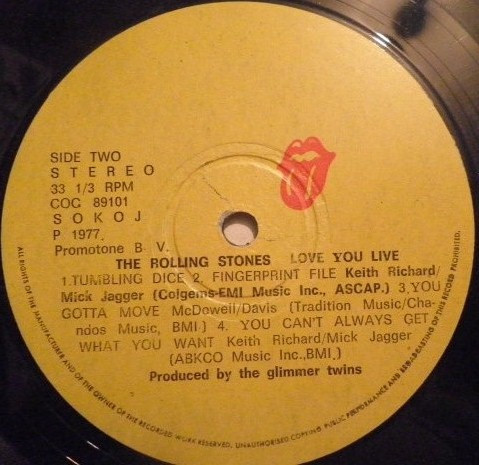 SIDE TWO
STEREO
33 1/3 RPM
COC 89101
SOKOJ
P 1977.
Promotone B. V.
THE ROLLING STONES LOVE YOU LIVE
1.TUMBLING DICE 2. FINGERPRINT FILE Keith Richard/
Mick Jagger (Colgems-EMI Music Inc., ASCAP.) 3.YOU
GOTTA MOVE McDowell/Davis (Tradition Music/Cha-
ndos Music, BMI.) 4. YOU CAN'T ALWAYS GET
WHAT YOU WANT Keith Richard/Mick Jagger
(ABKCO Music Inc.,BMI.)
Produced by the glimmer twins
ALL RIGHTS OF THE MANUFACTURER AND OF THE OWNER OF THE RECORDED WORK RESERVED. UNAUTHORISED COPYING PUBLIC PERFORMANCE AND BROADCASTING OF THIS RECORD PROHIBITED.